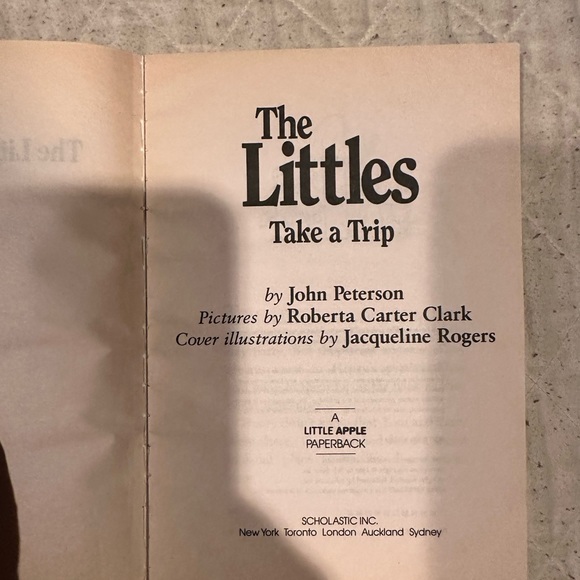 The
Littles
Take a Trip
by John Peterson
Pictures by Roberta Carter Clark
Cover illustrations by Jacqueline Rogers
A
LITTLE APPLE
PAPERBACK
SCHOLASTIC INC.
New York Toronto London Auckland Sydney